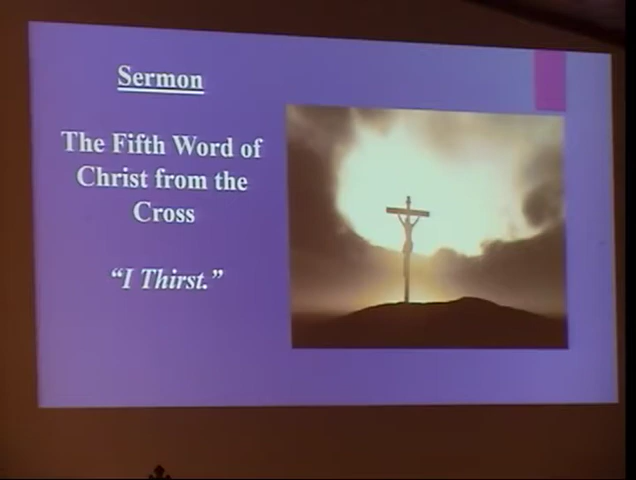 Sermon
The Fifth Word of
Christ from the
Cross
“I Thirst.”